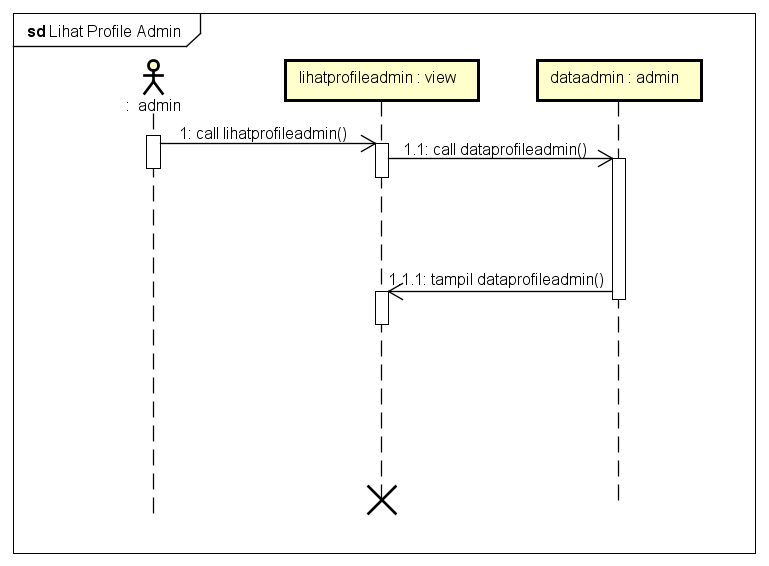 sd Lihat Profile Admin
: admin
lihatprofileadmin : view
dataadmin : admin
1: call lihatprofileadmin()
1.1: call dataprofileadmin()
1.1.1: tampil dataprofileadmin()